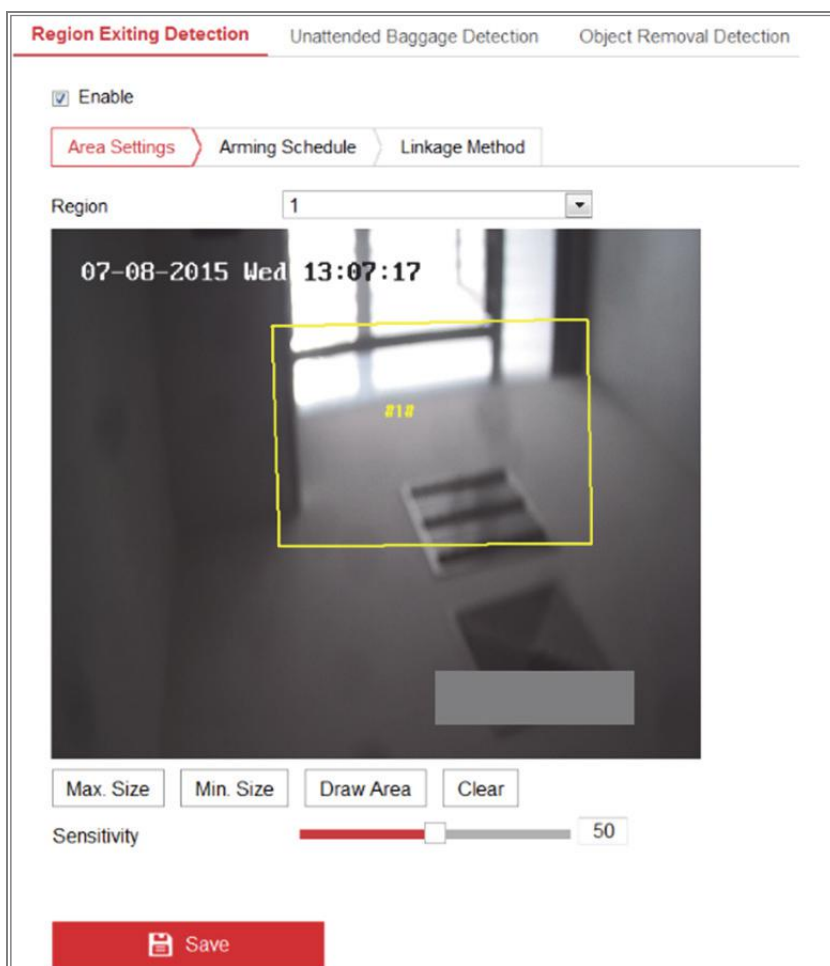 Region Exiting Detection Unattended Baggage Detection Object Removal Detection
Enable
Area Settings Arming Schedule Linkage Method
Region 1
07-08-2015 Wed 13:07:17
#1#
Max. Size Min. Size Draw Area Clear
Sensitivity 50
Save